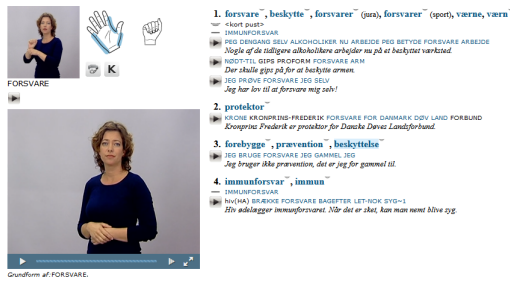 1. forsvare, beskytte, forsvarer (jura), forsvarer (sport), værne, værn
<kort pust>
IMMUNFORSVAR
PEG DENGANG SELV ALKOHOLIKER NU ARBEJDE PEG BETYDE FORSVARE ARBEJDE
Nogle af de tidligere alkoholikere arbejder nu på et beskyttet værksted.
NØDT-TIL GIPS PROFORM FORSVARE ARM
Der skulle gips på for at beskytte armen.
JEG PRØVE FORSVARE JEG SELV
Jeg har lov til at forsvare mig selv!
K
FORSVARE
2. protektor
KRONE KRONPRINS-FREDERIK FORSVARE FOR DANMARK DØV LAND FORBUND
Kronprins Frederik er protektor for Danske Døves Landsforbund.
3. forebygge, prævention, beskyttelse
JEG BRUGE FORSVARE JEG GAMMEL JEG
Jeg bruger ikke prævention, det er jeg for gammel til.
4. immunforsvar, immun
IMMUNFORSVAR
hiv(HA) BRÆKKE FORSVARE BAGEFTER LET-NOK SYG~1
Hiv ødelægger immunforsvaret. Når det er sket, kan man nemt blive syg.
Grundform af: FORSVARE.